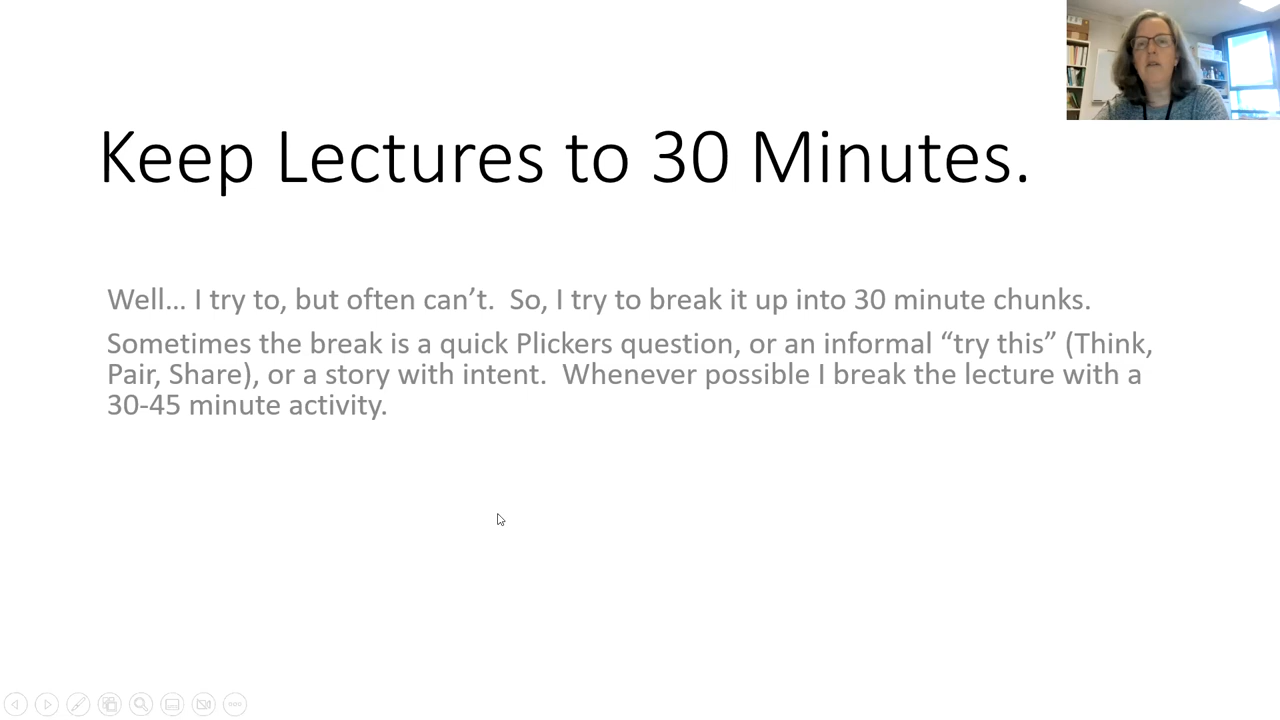 Keep Lectures to 30 Minutes.
Well... I try to, but often can’t.  So, I try to break it up into 30 minute chunks.
Sometimes the break is a quick Plickers question, or an informal “try this” (Think,
Pair, Share), or a story with intent.  Whenever possible I break the lecture with a
30-45 minute activity.